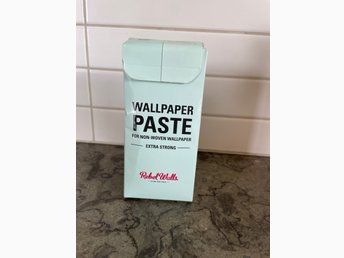 WALLPAPER
PASTE
FOR NON-WOVEN WALLPAPER
EXTRA STRONG
Rebel Walls